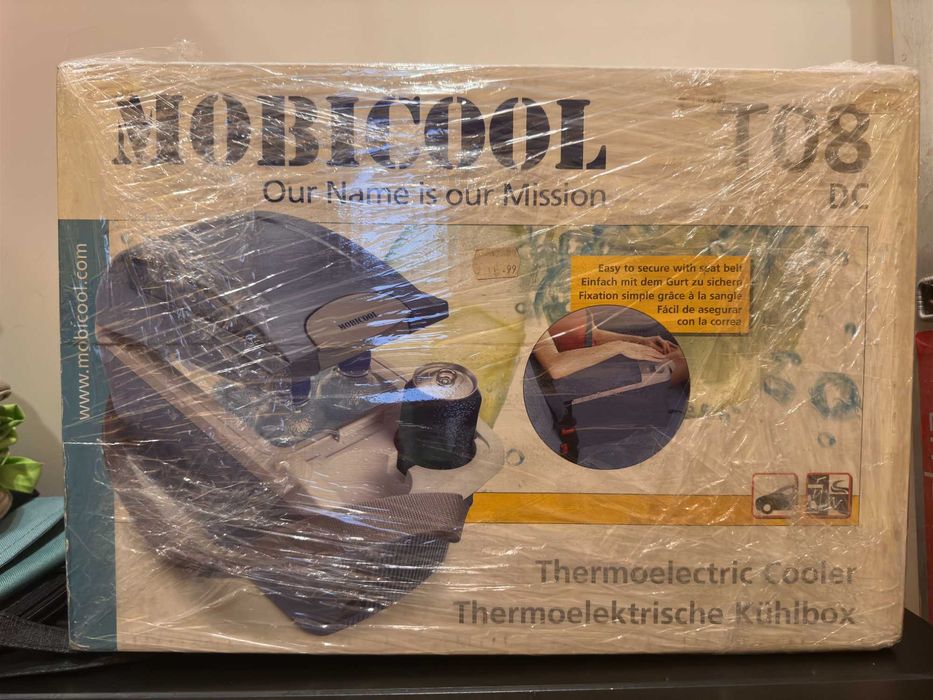 MOBICOOL
Our Name is our Mission
T08
DC
www.mobicool.com
MOBICOOL
.99
Easy to secure with seat belt
Einfach mit dem Gurt zu sichern
Fixation simple grâce à la sangle
Fácil de asegurar
con la correa
Thermoelectric Cooler
Thermoelektrische Kühlbox